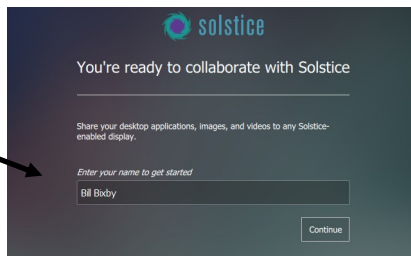 solstice
You're ready to collaborate with Solstice
Share your desktop applications, images, and videos to any Solstice-
enabled display.
Enter your name to get started
Bill Bixby
Continue